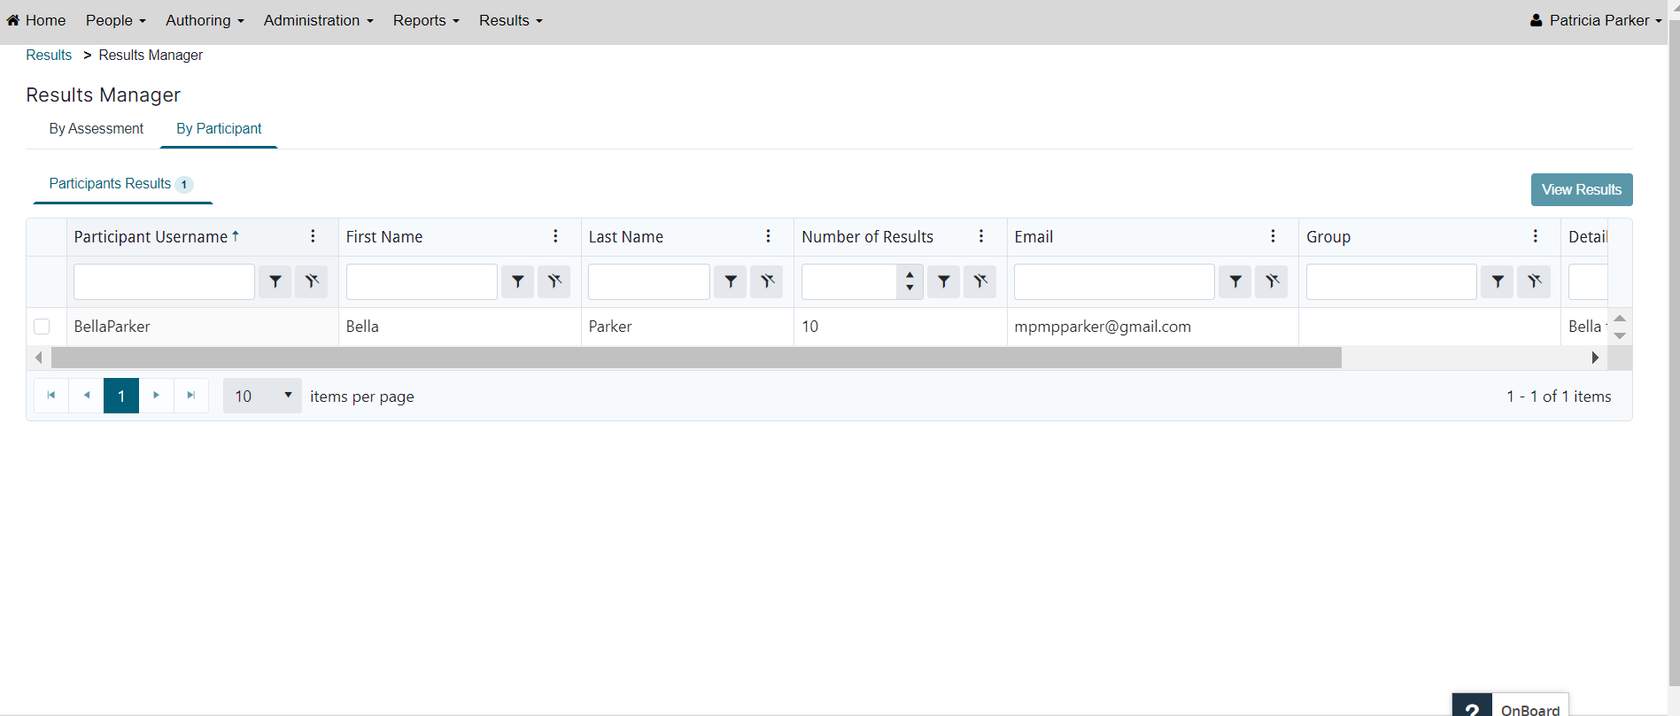 Home People Authoring Administration Reports Results Patricia Parker
Results > Results Manager
Results Manager
By Assessment By Participant
Participants Results 1
View Results
Participant Username First Name Last Name Number of Results Email Group Detail
BellaParker Bella Parker 10 mpmpparker@gmail.com Bella
1 10 items per page 1 - 1 of 1 items
? OnBoard